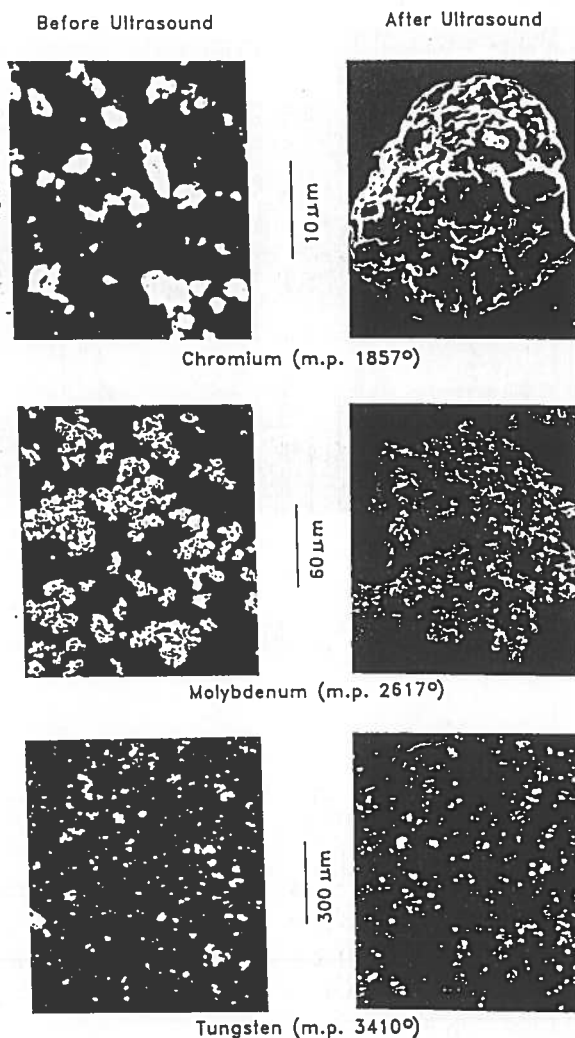 Before Ultrasound
After Ultrasound
10 μm
Chromium (m.p. 1857°)
60 μm
Molybdenum (m.p. 2617°)
300 μm
Tungsten (m.p. 3410°)